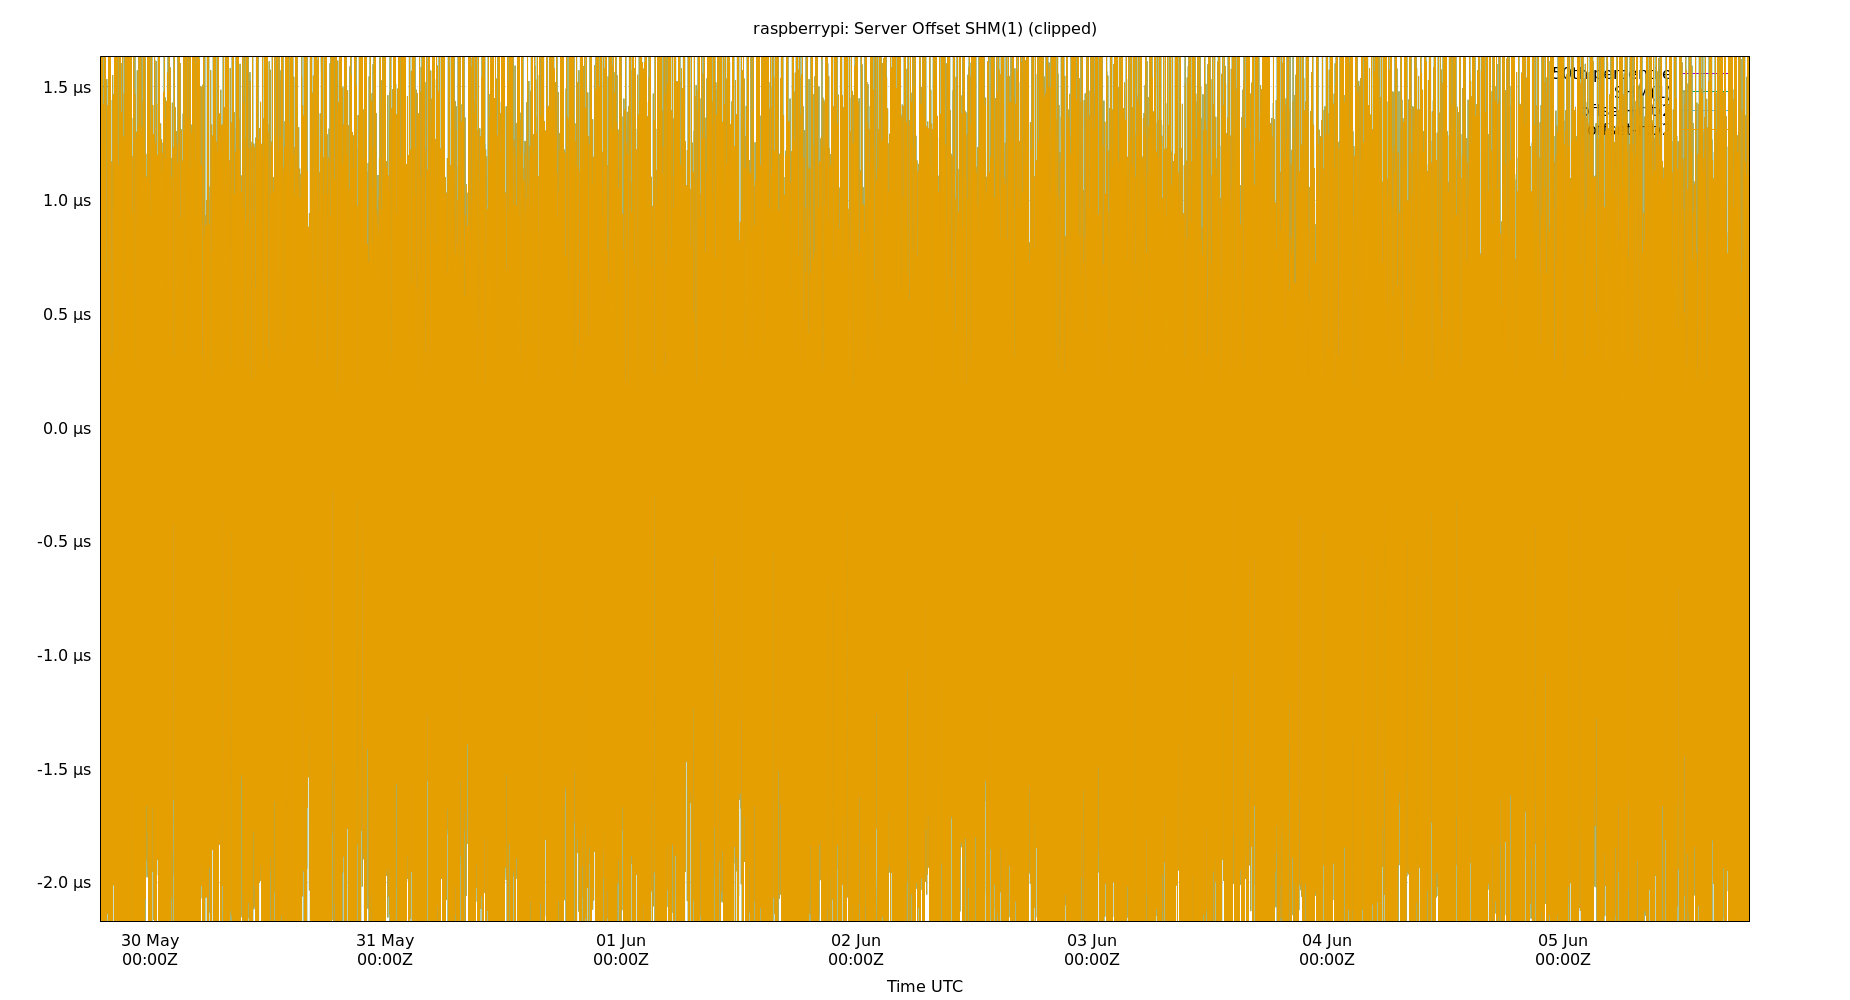 raspberrypi: Server Offset SHM(1) (clipped)
1.5 µs
1.0 µs
0.5 µs
0.0 µs
-0.5 µs
-1.0 µs
-1.5 µs
-2.0 µs
50th percentile
30 May 31 May 01 Jun 02 Jun 03 Jun 04 Jun 05 Jun
00:00Z 00:00Z 00:00Z 00:00Z 00:00Z 00:00Z 00:00Z
Time UTC